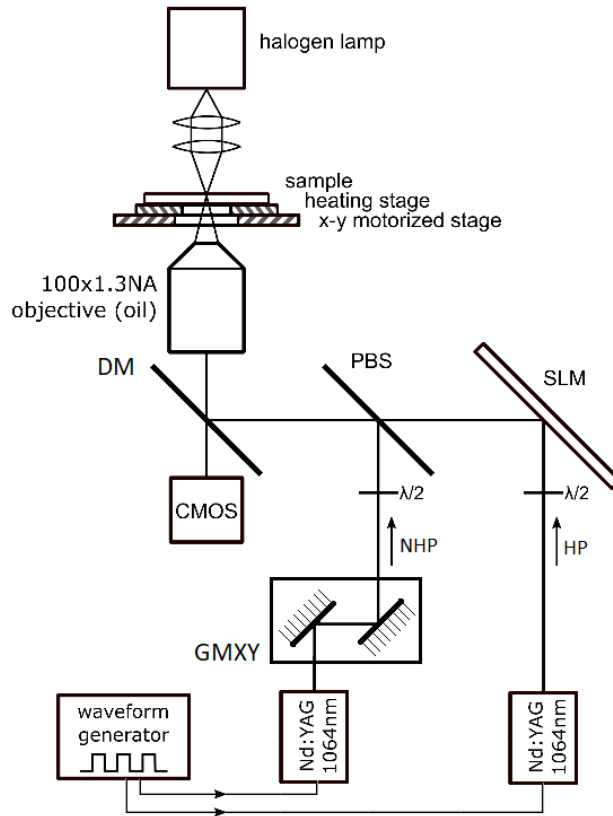 halogen lamp
sample
heating stage
x-y motorized stage
100x1.3NA
objective (oil)
DM
PBS
SLM
CMOS
λ/2
λ/2
NHP
HP
GMXY
waveform
generator
Nd:YAG
1064nm
Nd:YAG
1064nm